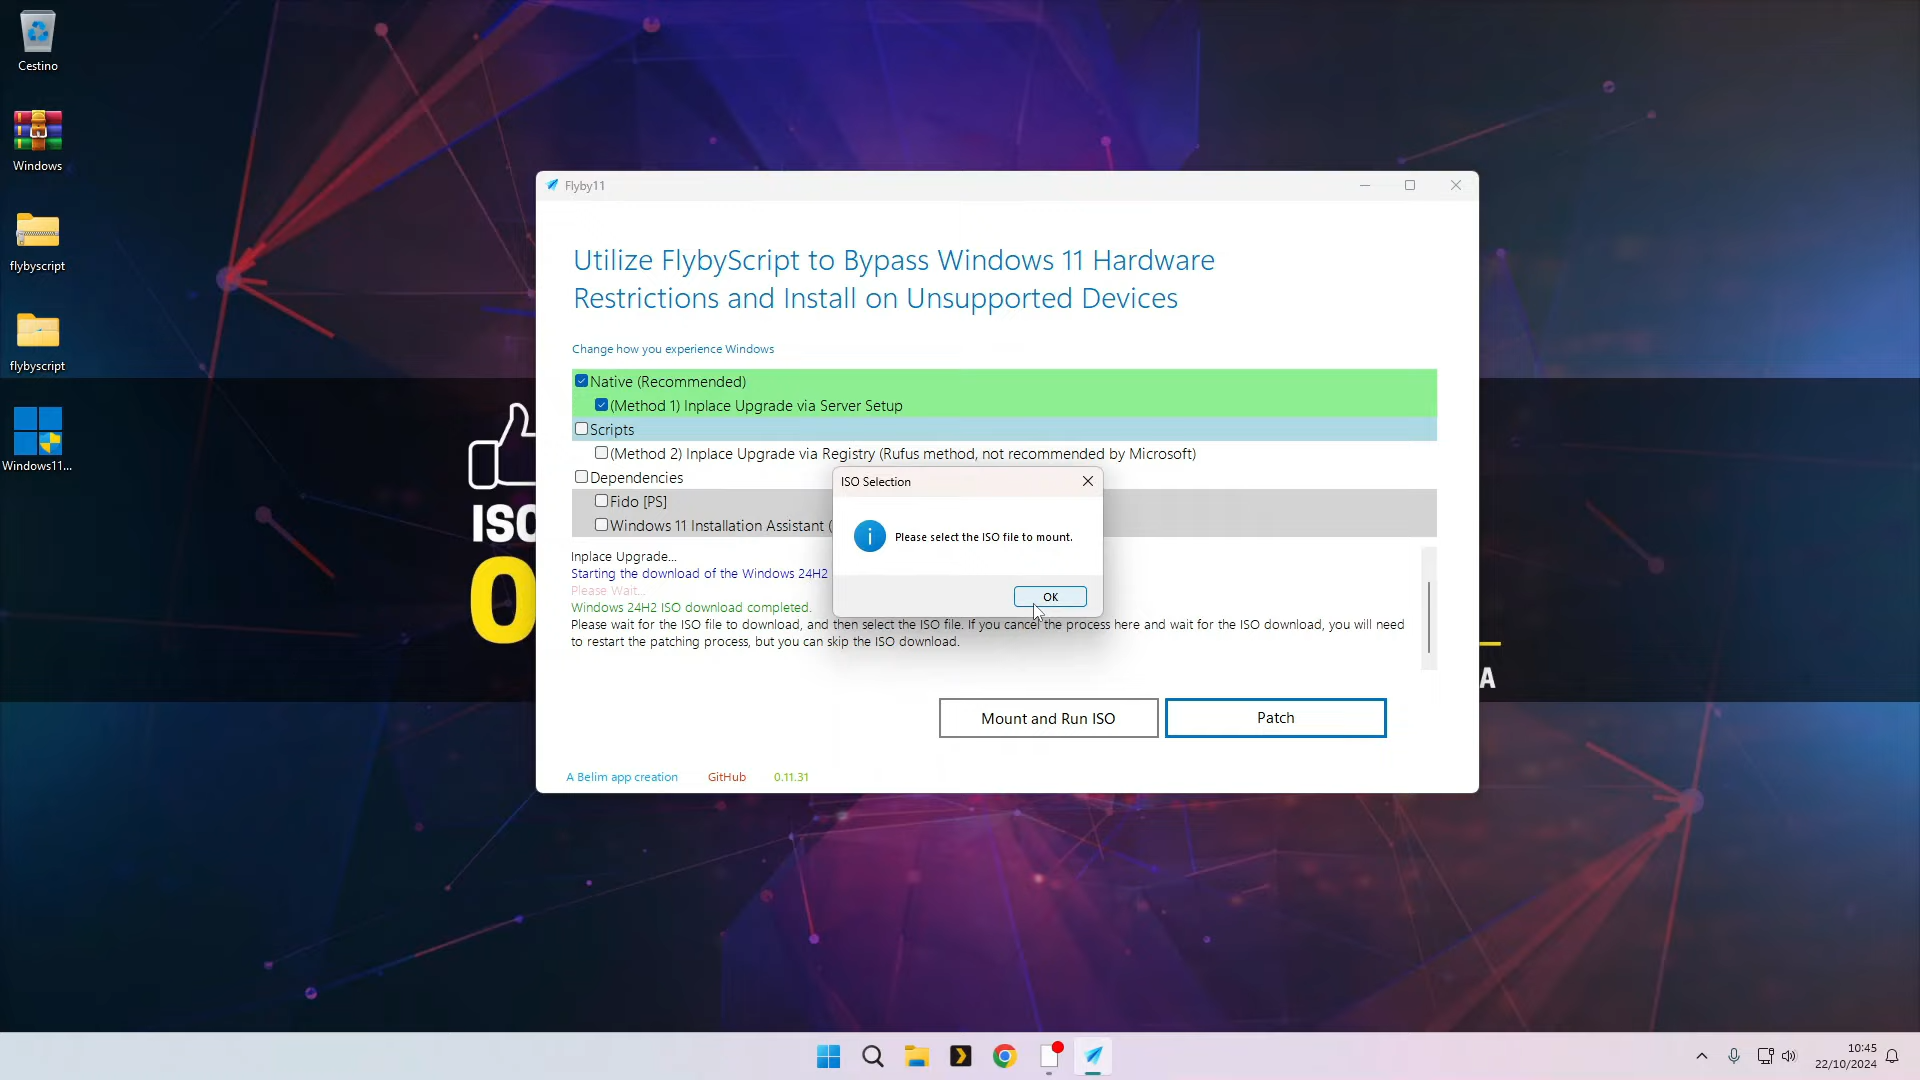 Cestino
Windows
flybyscript
flybyscript
Windows11...
ISO
O
A
Flyby11
Utilize FlybyScript to Bypass Windows 11 Hardware
Restrictions and Install on Unsupported Devices
Change how you experience Windows
Native (Recommended)
(Method 1) Inplace Upgrade via Server Setup
Scripts
(Method 2) Inplace Upgrade via Registry (Rufus method, not recommended by Microsoft)
Dependencies
Fido [PS]
Windows 11 Installation Assistant (
ISO Selection
Please select the ISO file to mount.
OK
Inplace Upgrade...
Starting the download of the Windows 24H2
Please Wait...
Windows 24H2 ISO download completed.
Please wait for the ISO file to download, and then select the ISO file. If you cancel the process here and wait for the ISO download, you will need
to restart the patching process, but you can skip the ISO download.
Mount and Run ISO
Patch
A Belim app creation
GitHub
0.11.31
10:45
22/10/2024